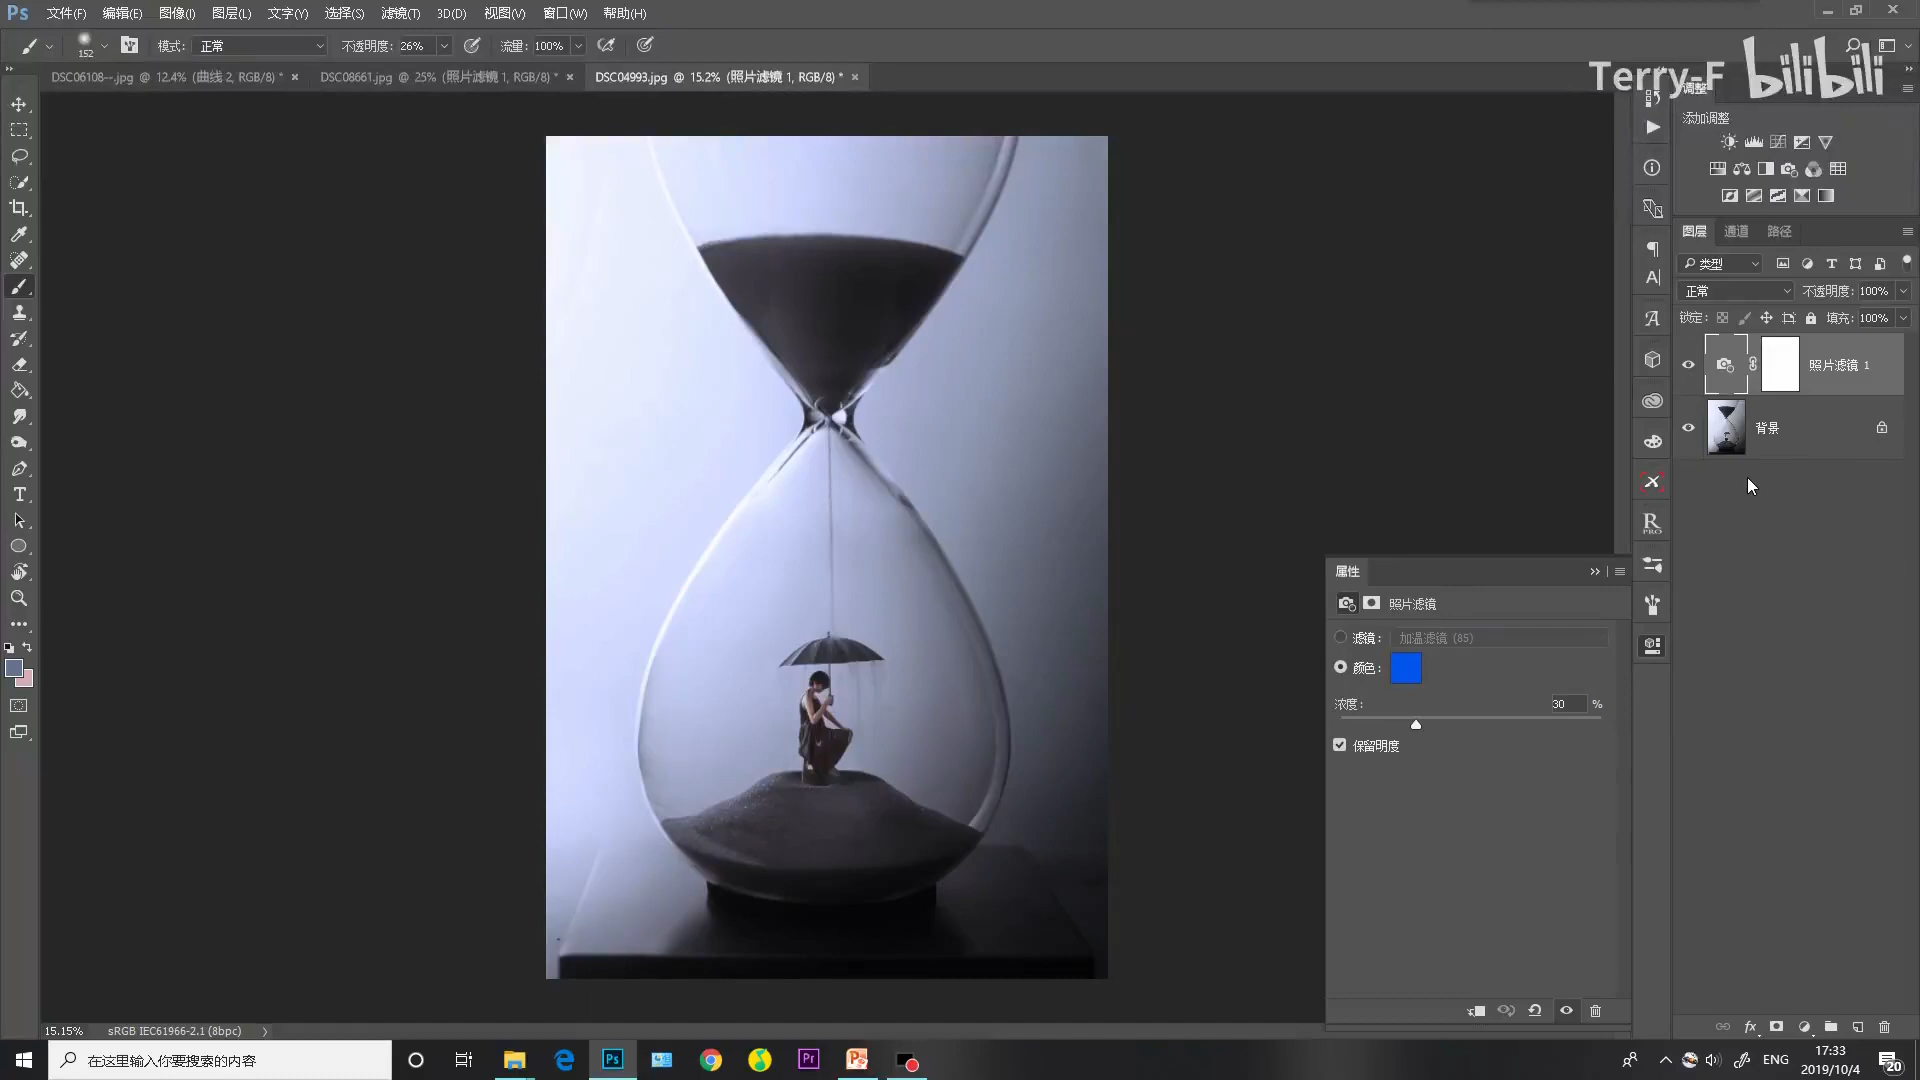 Ps 文件(F) 编辑(E) 图像(I) 图层(L) 文字(Y) 选择(S) 滤镜(T) 3D(D) 视图(V) 窗口(W) 帮助(H)
152 模式: 正常 不透明度: 26% 流量: 100%
DSC06108--.jpg @ 12.4% (曲线 2, RGB/8) * × DSC08661.jpg @ 25% (照片滤镜 1, RGB/8) * × DSC04993.jpg @ 15.2% (照片滤镜 1, RGB/8) * ×
Terry-F bilibili
调整
添加调整
图层 通道 路径
类型
正常 不透明度: 100%
锁定: 填充: 100%
照片滤镜 1
背景
属性
照片滤镜
滤镜: 加温滤镜 (85)
颜色:
浓度: 30 %
保留明度
R PRO
15.15% sRGB IEC61966-2.1 (8bpc)
在这里输入你要搜索的内容
Ps
Pr
ENG
17:33
2019/10/4
20